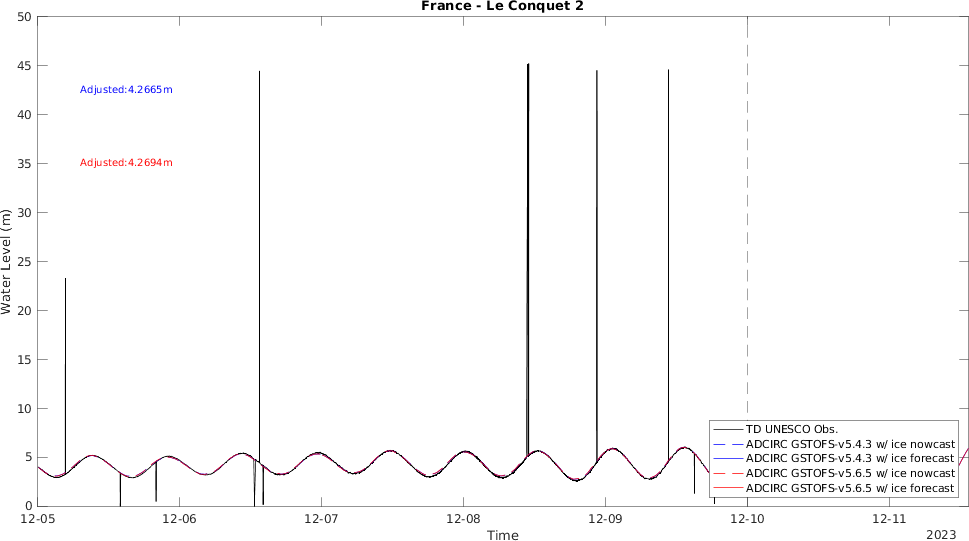 France - Le Conquet 2
50
45
40
35
30
25
20
15
10
5
0
Water Level (m)
Adjusted:4.2665m
Adjusted:4.2694m
TD UNESCO Obs.
ADCIRC GSTOFS-v5.4.3 w/ ice nowcast
ADCIRC GSTOFS-v5.4.3 w/ ice forecast
ADCIRC GSTOFS-v5.6.5 w/ ice nowcast
ADCIRC GSTOFS-v5.6.5 w/ ice forecast
12-05 12-06 12-07 12-08 12-09 12-10 12-11
Time
2023